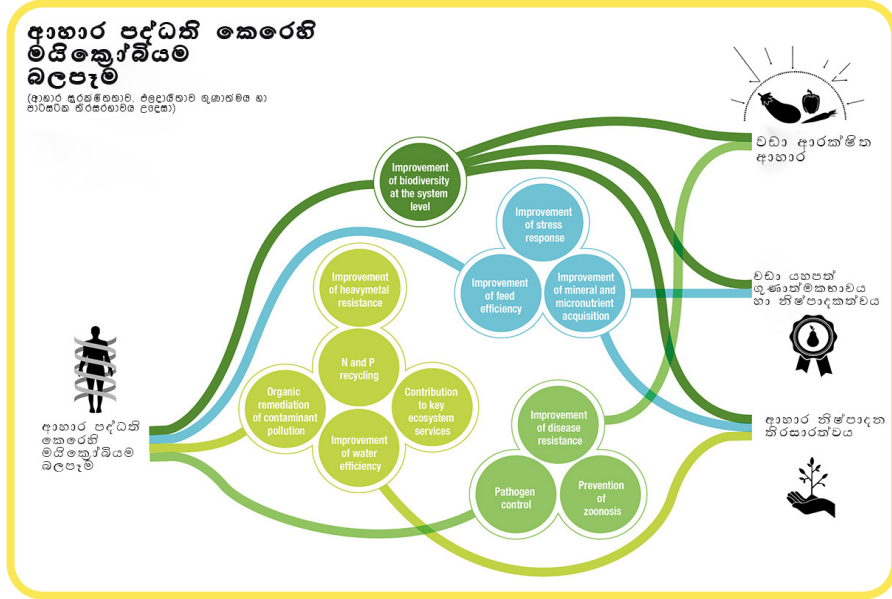 ආහාර පද්ධති කෙරෙහි
මයික්‍රෝබියම
බලපෑම
(ආහාර සුරක්ෂිතතාව, ඵලදායීතාව ගුණාත්මය හා
පාරිසරික තිරසරභාවය උදෙසා)
වඩා ආරක්ෂිත
ආහාර
Improvement
of biodiversity
at the system
level
Improvement
of stress
response
Improvement
of feed
efficiency
Improvement
of mineral and
micronutrient
acquisition
වඩා යහපත්
ගුණාත්මකභාවය
හා නිෂ්පාදකත්වය
Improvement
of heavymetal
resistance
N and P
recycling
Organic
remediation
of contaminant
pollution
Contribution
to key
ecosystem
services
Improvement
of water
efficiency
ආහාර පද්ධති
කෙරෙහි
මයික්‍රෝබියම
බලපෑම
Improvement
of disease
resistance
Pathogen
control
Prevention
of
zoonosis
ආහාර නිෂ්පාදන
තිරසාරත්වය